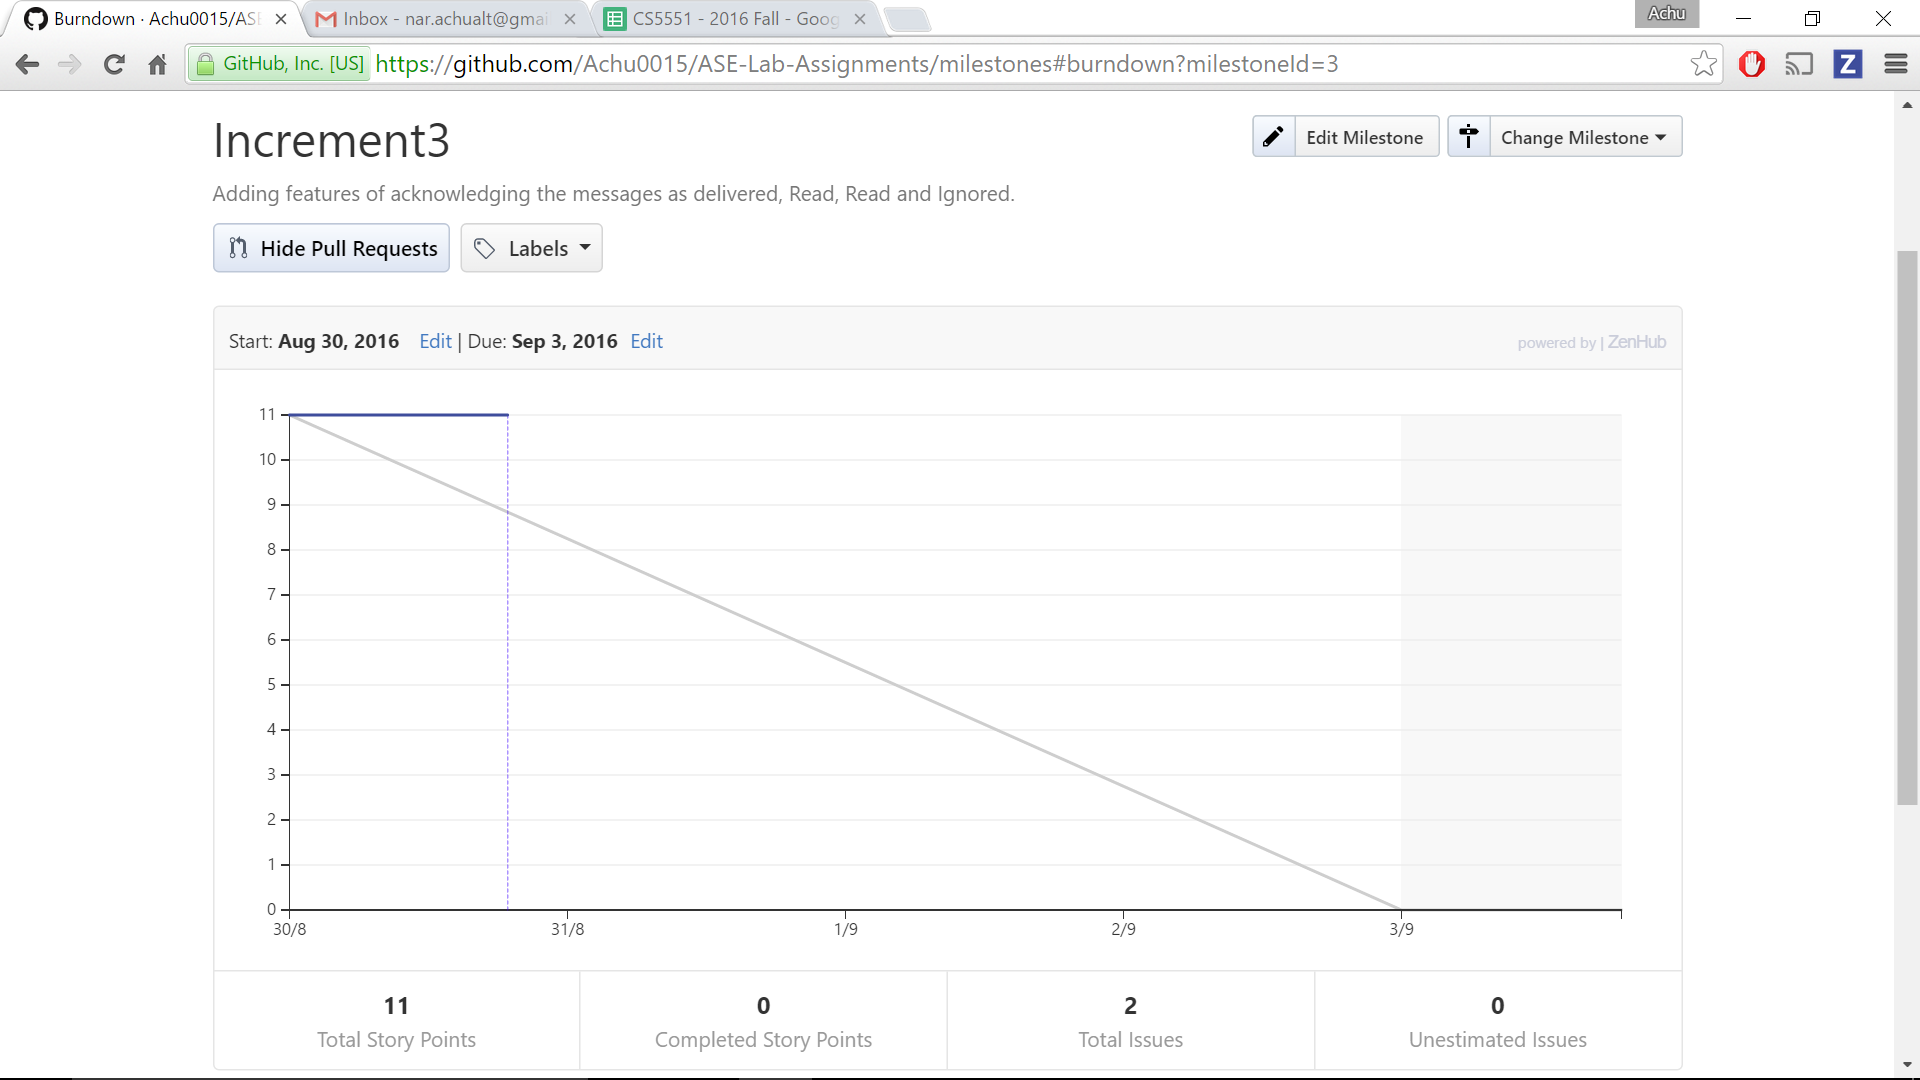 Burndown · Achu0015/ASE
Inbox - nar.achualt@gmai
CS5551 - 2016 Fall - Goog
Achu
GitHub, Inc. [US] https://github.com/Achu0015/ASE-Lab-Assignments/milestones#burndown?milestoneId=3
Z
Increment3
Edit Milestone
Change Milestone
Adding features of acknowledging the messages as delivered, Read, Read and Ignored.
Hide Pull Requests
Labels
Start: Aug 30, 2016 Edit | Due: Sep 3, 2016 Edit
powered by | ZenHub
11
10
9
8
7
6
5
4
3
2
1
0
30/8 31/8 1/9 2/9 3/9
11 0 2 0
Total Story Points Completed Story Points Total Issues Unestimated Issues